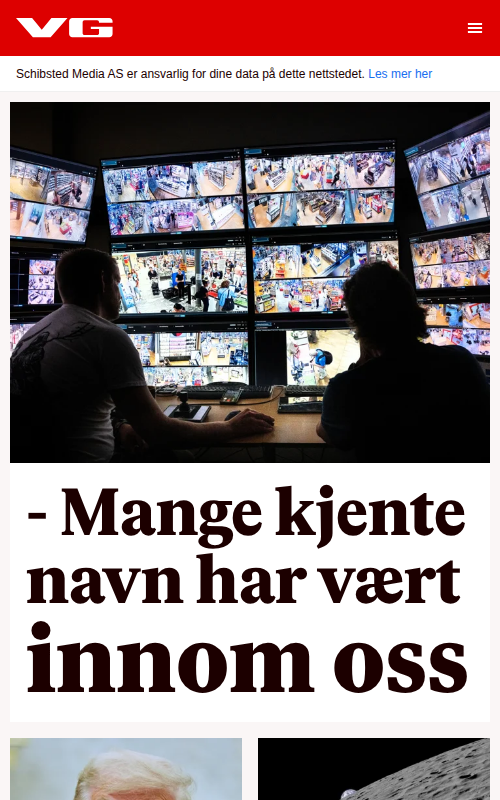 VG
Schibsted Media AS er ansvarlig for dine data på dette nettstedet. Les mer her
- Mange kjente
navn har vært
innom oss